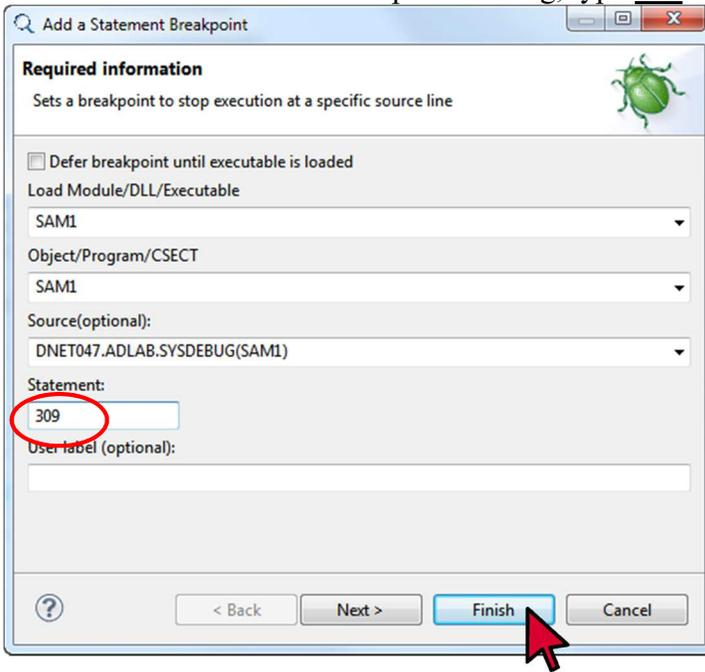 Add a Statement Breakpoint
Required information
Sets a breakpoint to stop execution at a specific source line
Defer breakpoint until executable is loaded
Load Module/DLL/Executable
SAM1
Object/Program/CSECT
SAM1
Source(optional):
DNET047.ADLAB.SYSDEBUG(SAM1)
Statement:
309
User label (optional):
? < Back Next > Finish Cancel